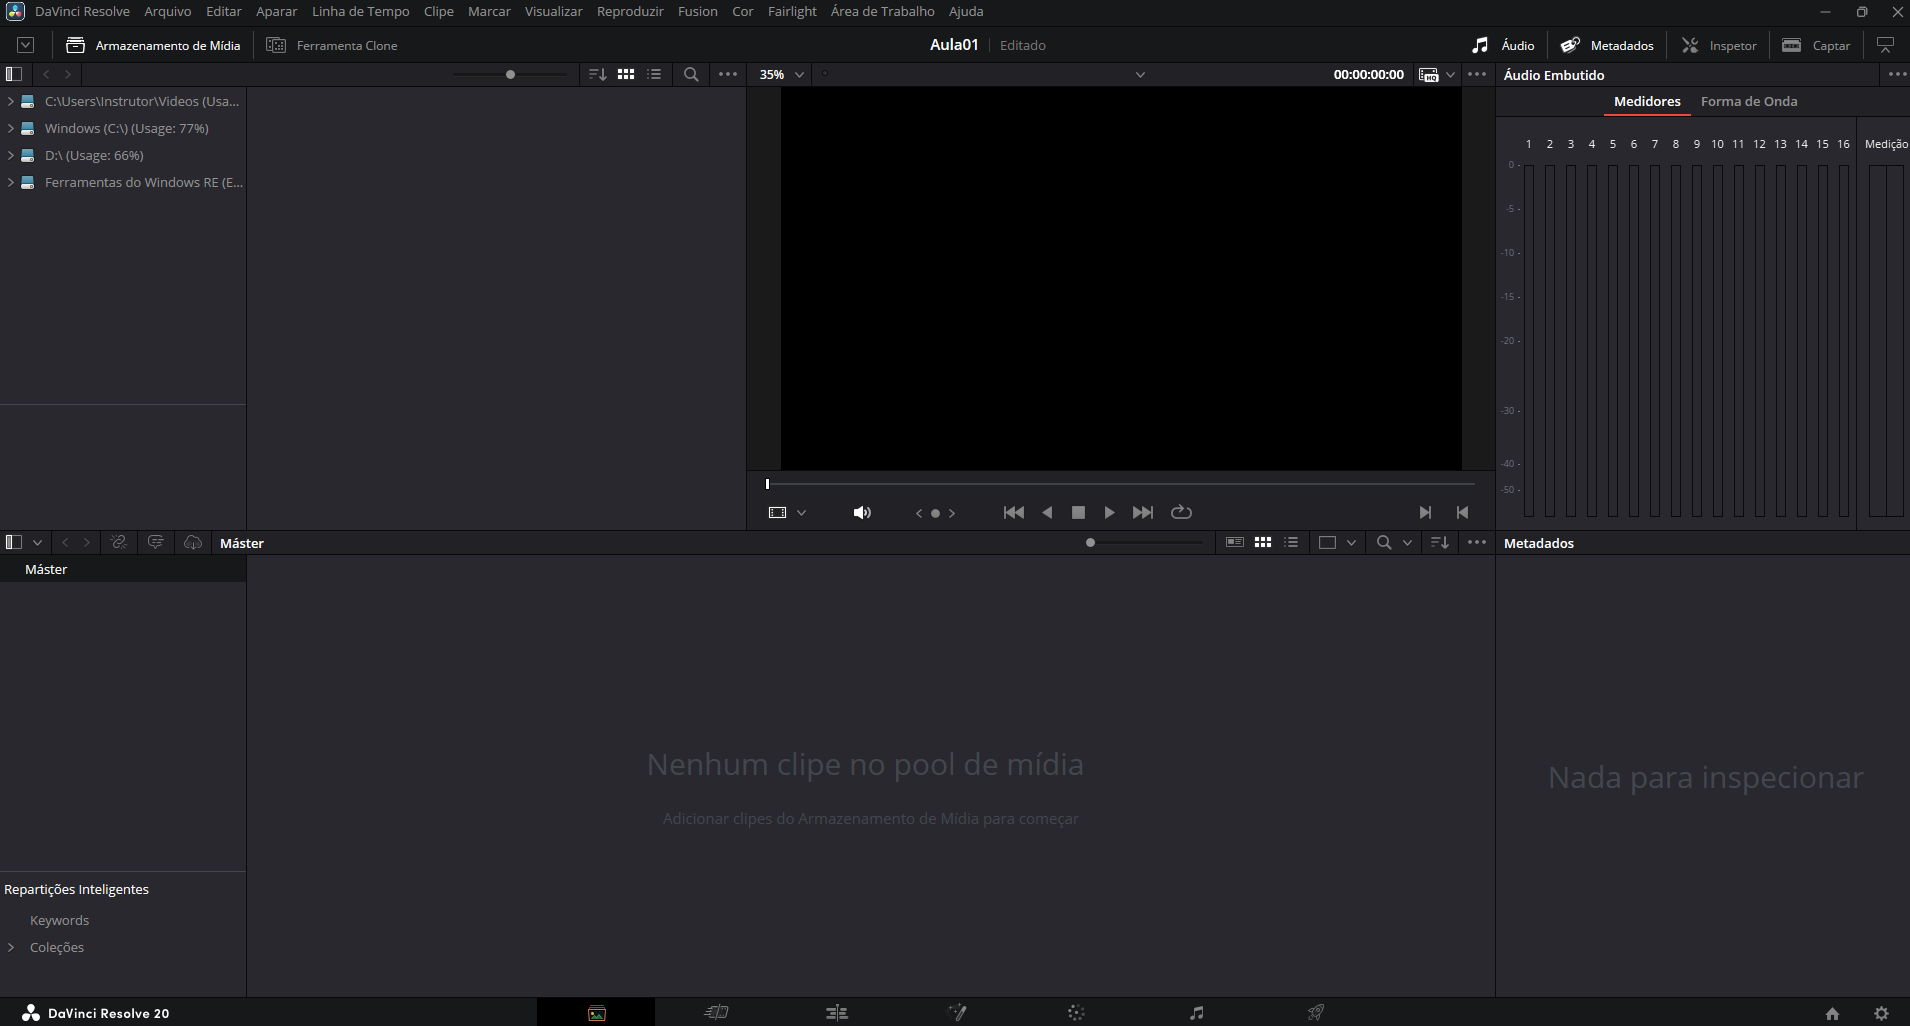 DaVinci Resolve Arquivo Editar Aparar Linha de Tempo Clipe Marcar Visualizar Reproduzir Fusion Cor Fairlight Área de Trabalho Ajuda
Armazenamento de Mídia Ferramenta Clone Aula01 Editado Áudio Metadados Inspetor Captar
35% 00:00:00:00 HQ Áudio Embutido
C:\Users\Instrutor\Videos (Usa...
Windows (C:\) (Usage: 77%)
D:\ (Usage: 66%)
Ferramentas do Windows RE (E...
Medidores Forma de Onda
1 2 3 4 5 6 7 8 9 10 11 12 13 14 15 16 Medição
0 -
-5 -
-10 -
-15 -
-20 -
-30 -
-40 -
-50 -
Máster
Metadados
Máster
Nenhum clipe no pool de mídia
Adicionar clipes do Armazenamento de Mídia para começar
Nada para inspecionar
Repartições Inteligentes
Keywords
Coleções
DaVinci Resolve 20